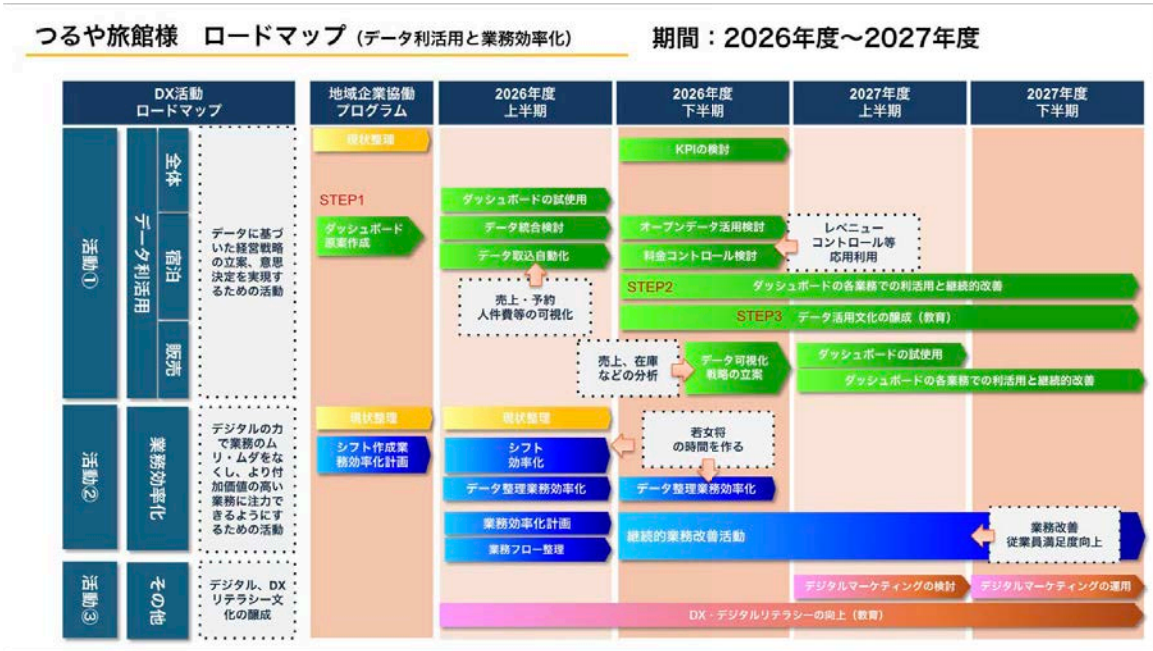 つるや旅館様 ロードマップ（データ利活用と業務効率化）
期間：2026年度～2027年度
DX活動
ロードマップ
地域企業協働
プログラム
2026年度
上半期
2026年度
下半期
2027年度
上半期
2027年度
下半期
活動①
データ利活用
全体
宿泊
販売
データに基づ
いた経営戦略
の立案、意思
決定を実現す
るための活動
現状整理
STEP1
ダッシュボード
原案作成
ダッシュボードの試使用
データ統合検討
データ取込自動化
売上・予約
人件費等の可視化
KPIの検討
オープンデータ活用検討
料金コントロール検討
レベニュー
コントロール等
応用利用
STEP2 ダッシュボードの各業務での利活用と継続的改善
STEP3 データ活用文化の醸成（教育）
売上、在庫
などの分析
データ可視化
戦略の立案
ダッシュボードの試使用
ダッシュボードの各業務での利活用と継続的改善
活動②
業務効率化
デジタルの力
で業務のム
リ・ムダをな
くし、より付
加価値の高い
業務に注力で
きるようにす
るための活動
現状整理
シフト作成業
務効率化計画
現状整理
シフト
効率化
データ整理業務効率化
業務効率化計画
業務フロー整理
若女将
の時間を作る
データ整理業務効率化
継続的業務改善活動
業務改善
従業員満足度向上
活動③
その他
デジタル、DX
リテラシー文
化の醸成
デジタルマーケティングの検討
デジタルマーケティングの運用
DX・デジタルリテラシーの向上（教育）